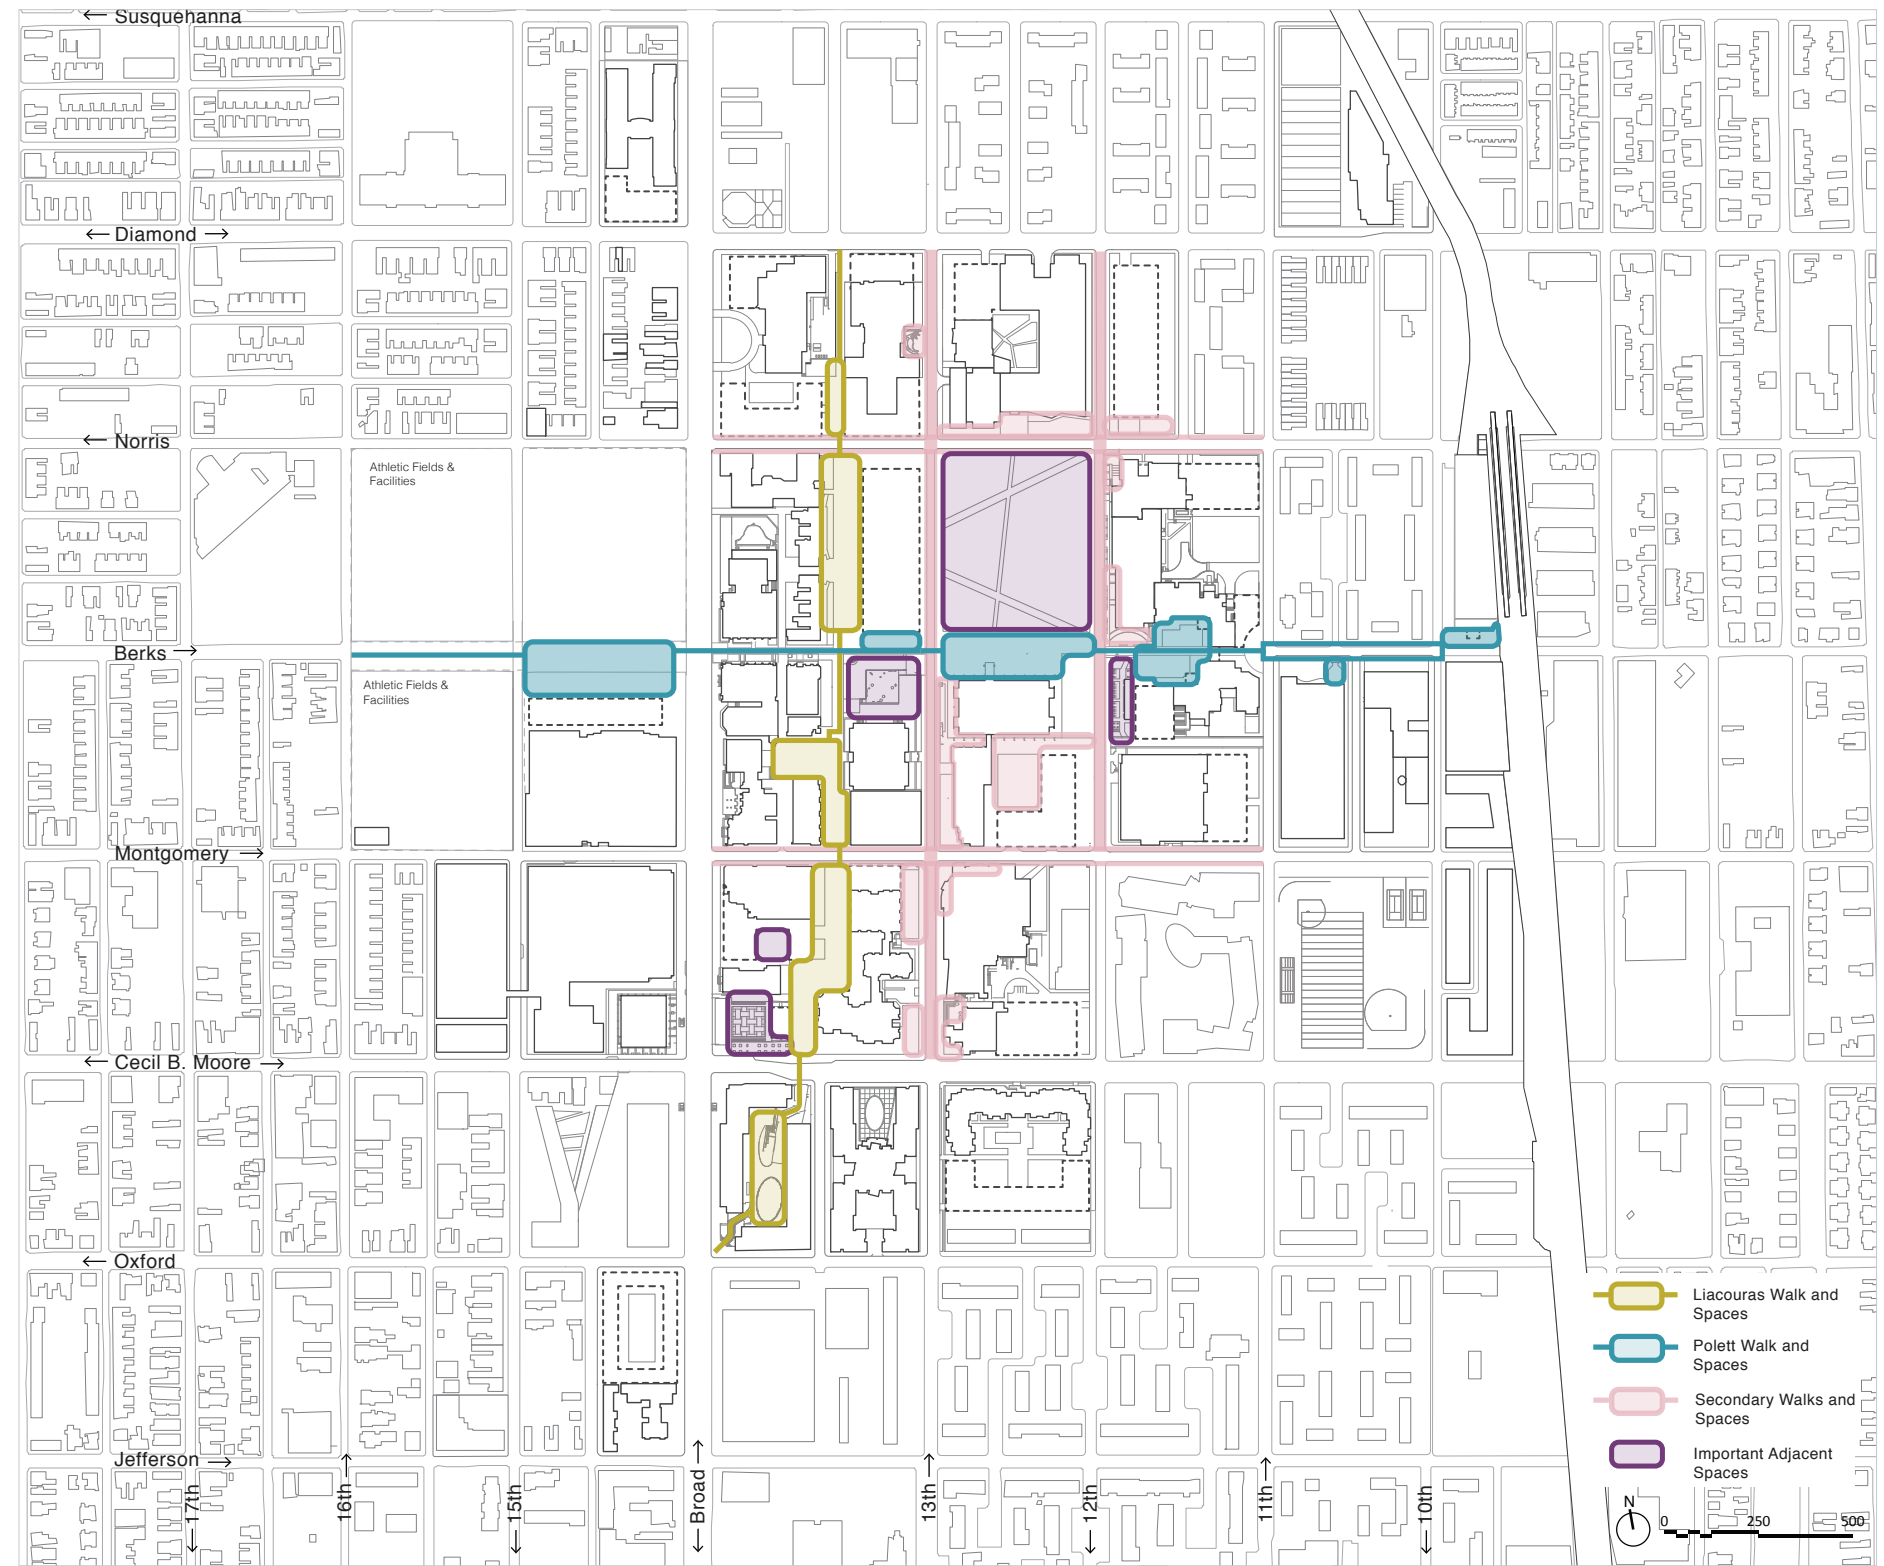 Susquehanna
Diamond
Norris
Athletic Fields &
Facilities
Berks
Athletic Fields &
Facilities
Montgomery
Cecil B. Moore
Oxford
Liacouras Walk and
Spaces
Polett Walk and
Spaces
Secondary Walks and
Spaces
Important Adjacent
Spaces
Jefferson
17th
16th
15th
Broad
13th
12th
11th
10th
N
0 250 500